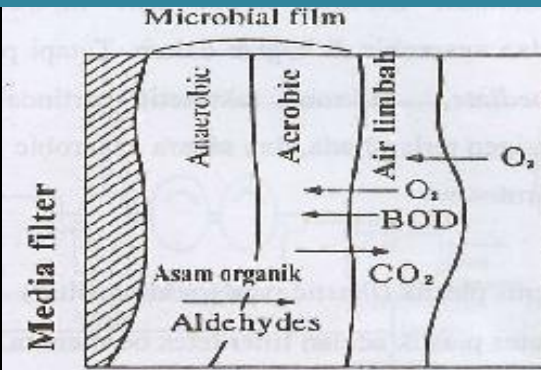 Microbial film
Media filter
Anaerobic
Aerobic
Air limbah
O₂
O₂
BOD
CO₂
Asam organik
Aldehydes